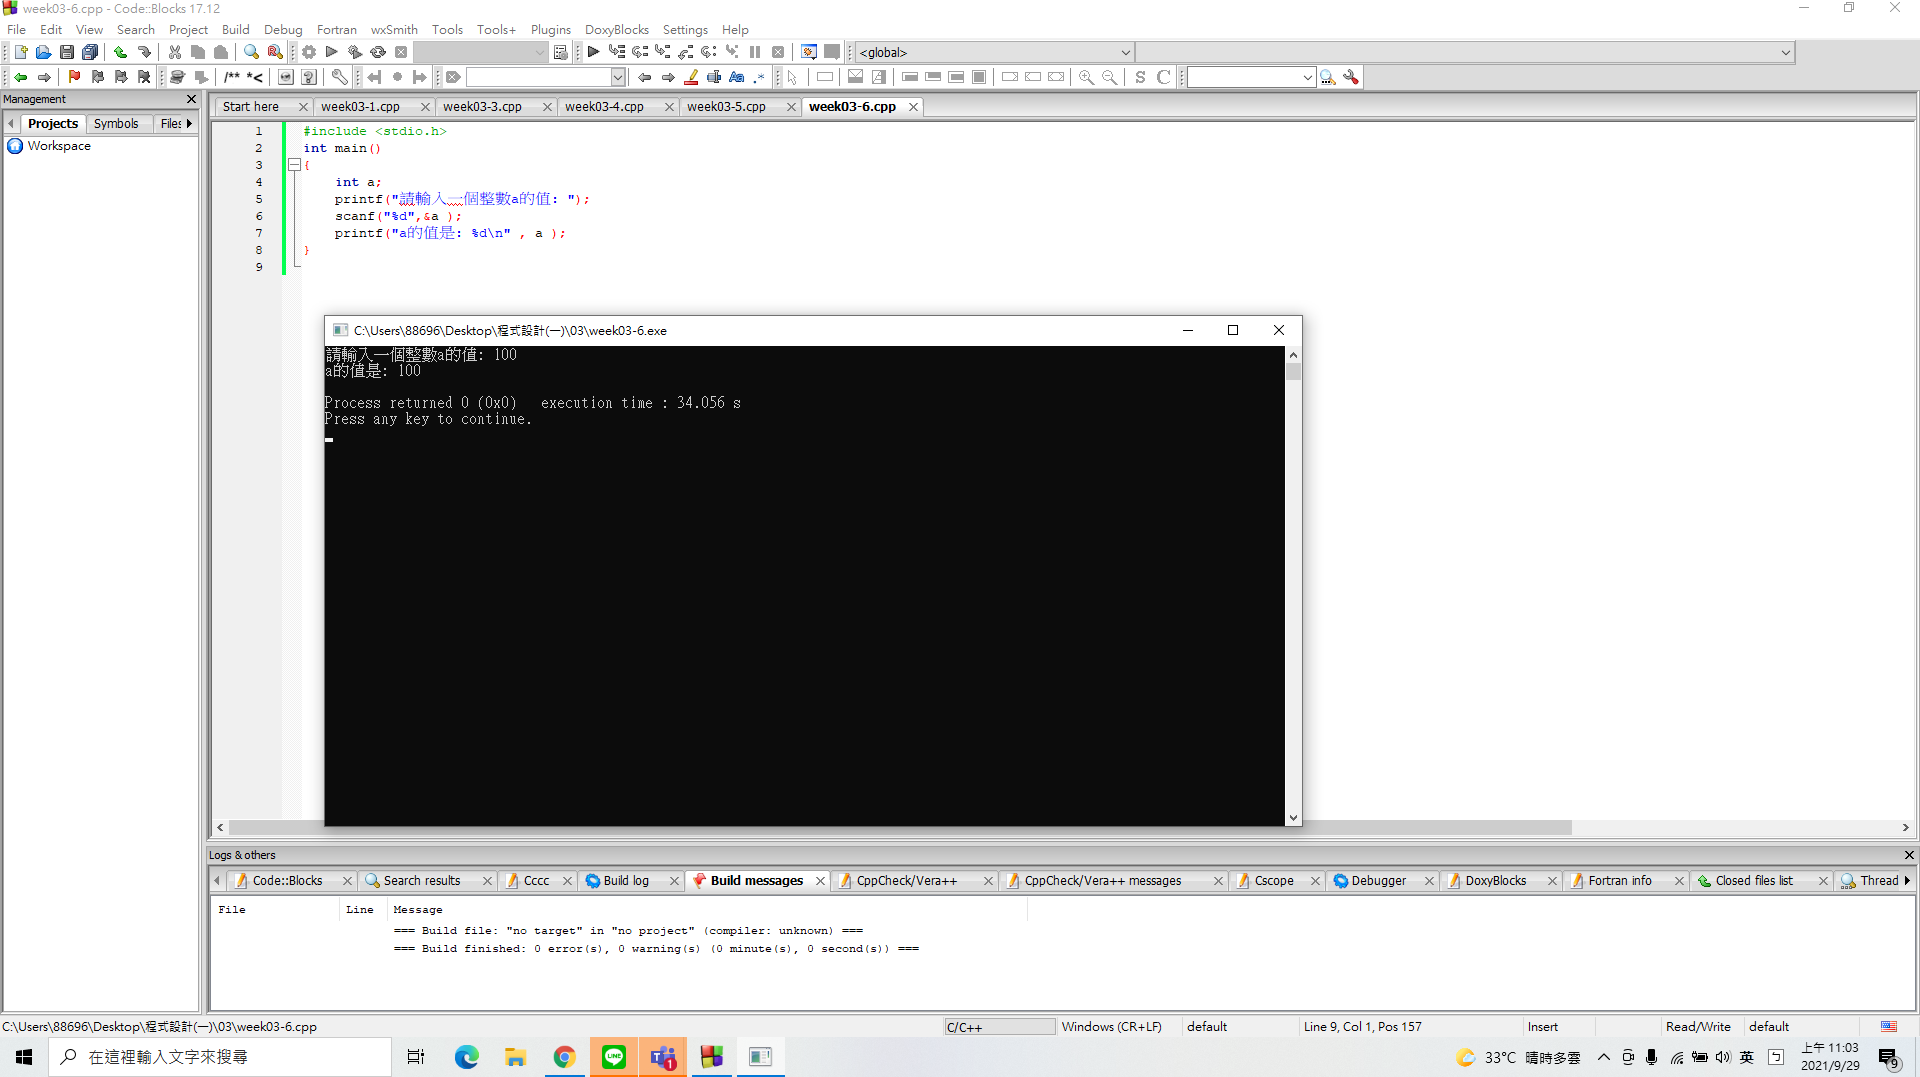 week03-6.cpp - Code::Blocks 17.12
File Edit View Search Project Build Debug Fortran wxSmith Tools Tools+ Plugins DoxyBlocks Settings Help
<global>
/** *<
Aa .* S C
Management
Projects Symbols Files
Workspace
Start here week03-1.cpp week03-3.cpp week03-4.cpp week03-5.cpp week03-6.cpp
1 #include <stdio.h>
2 int main()
3 {
4 int a;
5 printf("請輸入一個整數a的值: ");
6 scanf("%d",&a );
7 printf("a的值是: %d\n" , a );
8 }
9
C:\Users\88696\Desktop\程式設計(一)\03\week03-6.exe
請輸入一個整數a的值: 100
a的值是: 100
Process returned 0 (0x0)   execution time : 34.056 s
Press any key to continue.
Logs & others
Code::Blocks Search results Cccc Build log Build messages CppCheck/Vera++ CppCheck/Vera++ messages Cscope Debugger DoxyBlocks Fortran info Closed files list Thread
File Line Message
=== Build file: "no target" in "no project" (compiler: unknown) ===
=== Build finished: 0 error(s), 0 warning(s) (0 minute(s), 0 second(s)) ===
C:\Users\88696\Desktop\程式設計(一)\03\week03-6.cpp C/C++ Windows (CR+LF) default Line 9, Col 1, Pos 157 Insert Read/Write default
在這裡輸入文字來搜尋
LINE
1
33°C 晴時多雲
英 ㄅ
上午 11:03
2021/9/29
9